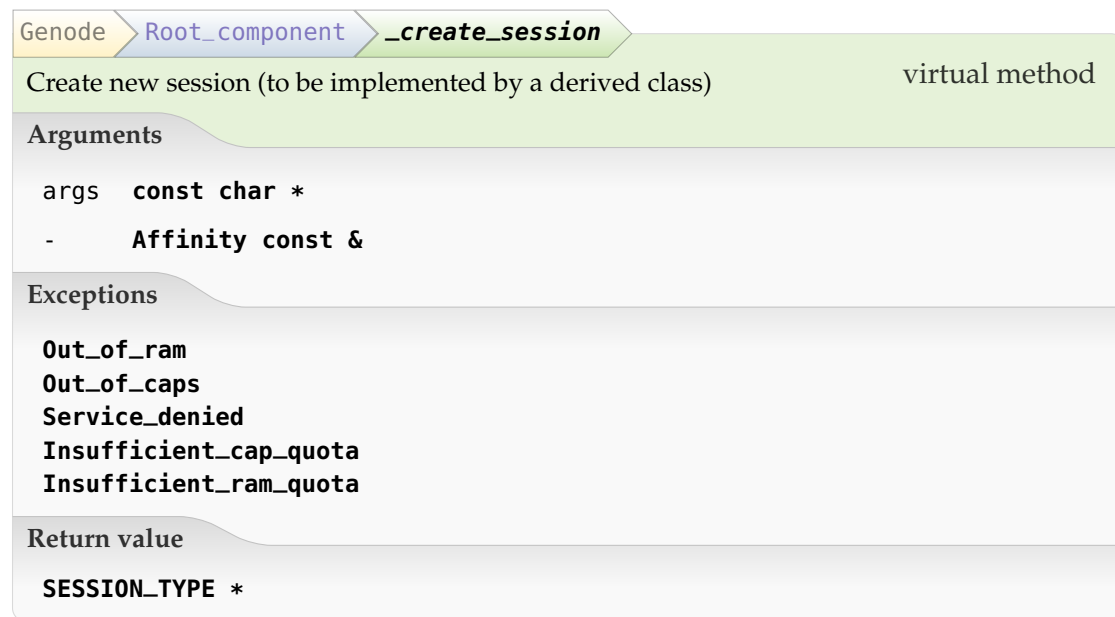 Genode Root_component _create_session
Create new session (to be implemented by a derived class) virtual method
Arguments
args const char *
- Affinity const &
Exceptions
Out_of_ram
Out_of_caps
Service_denied
Insufficient_cap_quota
Insufficient_ram_quota
Return value
SESSION_TYPE *